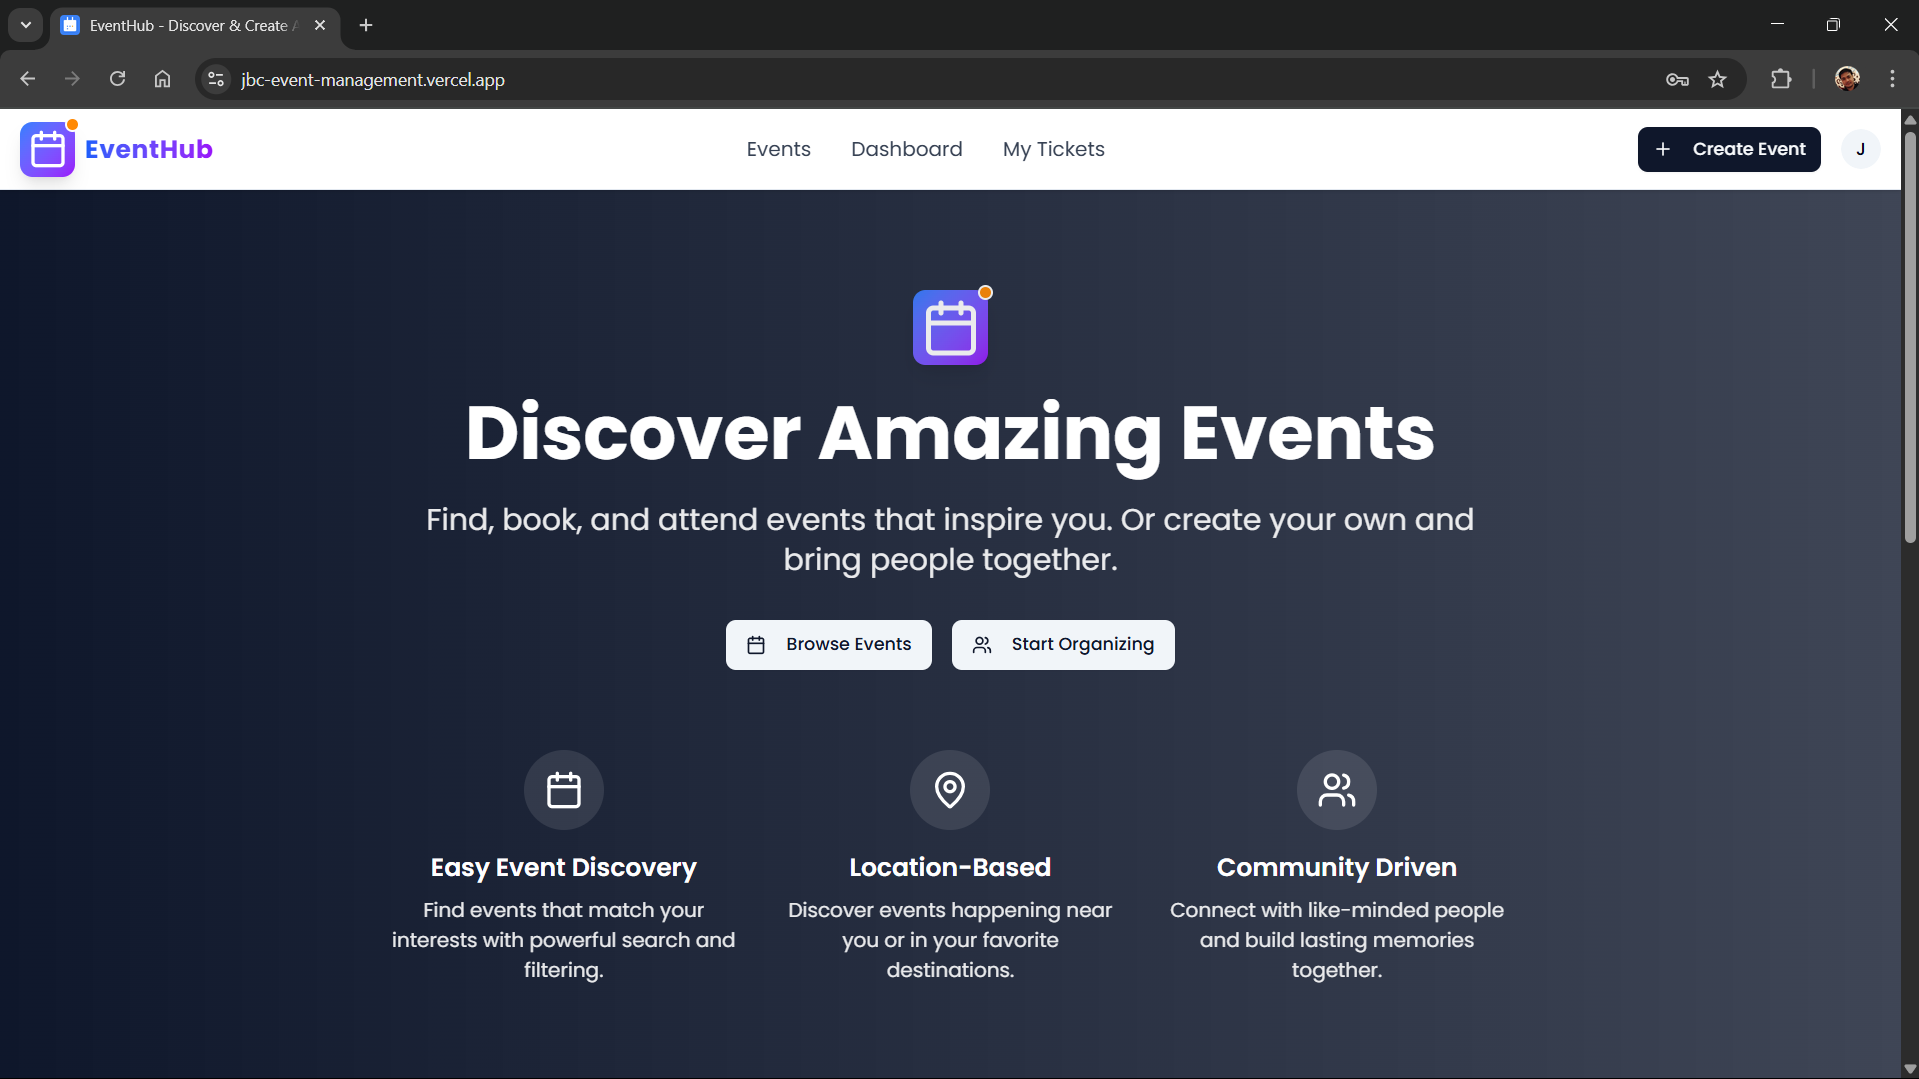 EventHub - Discover & Create
jbc-event-management.vercel.app
EventHub
Events
Dashboard
My Tickets
Create Event
J
Discover Amazing Events
Find, book, and attend events that inspire you. Or create your own and
bring people together.
Browse Events
Start Organizing
Easy Event Discovery
Find events that match your
interests with powerful search and
filtering.
Location-Based
Discover events happening near
you or in your favorite
destinations.
Community Driven
Connect with like-minded people
and build lasting memories
together.